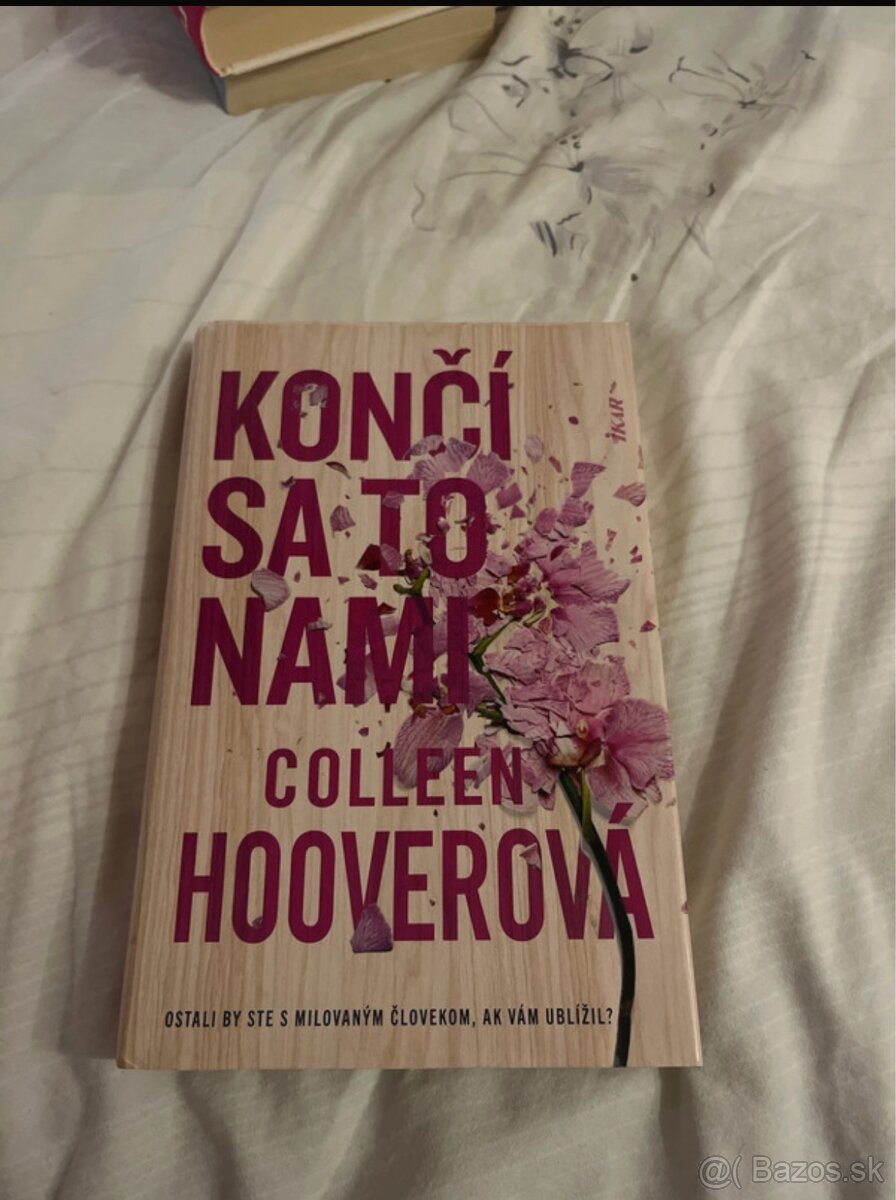 KONČÍ
IKAR
SA TO
NAMI
COLLEEN
HOOVEROVÁ
OSTALI BY STE S MILOVANÝM ČLOVEKOM, AK VÁM UBLÍŽIL?
@( Bazos.sk